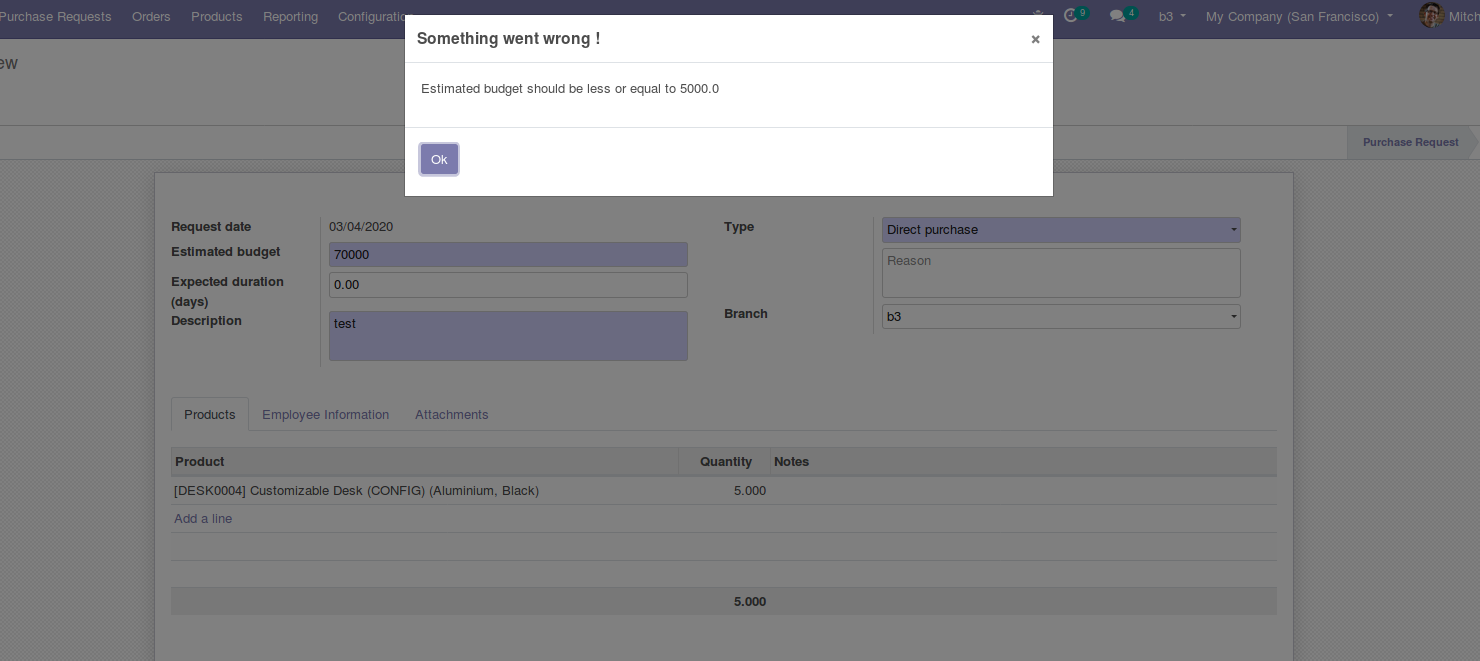 Purchase Requests Orders Products Reporting Configuratio 9 4 b3 My Company (San Francisco) Mitch
Something went wrong ! ×
ew
Estimated budget should be less or equal to 5000.0
Purchase Request
Ok
Request date 03/04/2020 Type Direct purchase
Estimated budget 70000 Reason
Expected duration (days) 0.00
Description test Branch b3
Products Employee Information Attachments
Product Quantity Notes
[DESK0004] Customizable Desk (CONFIG) (Aluminium, Black) 5.000
Add a line
5.000